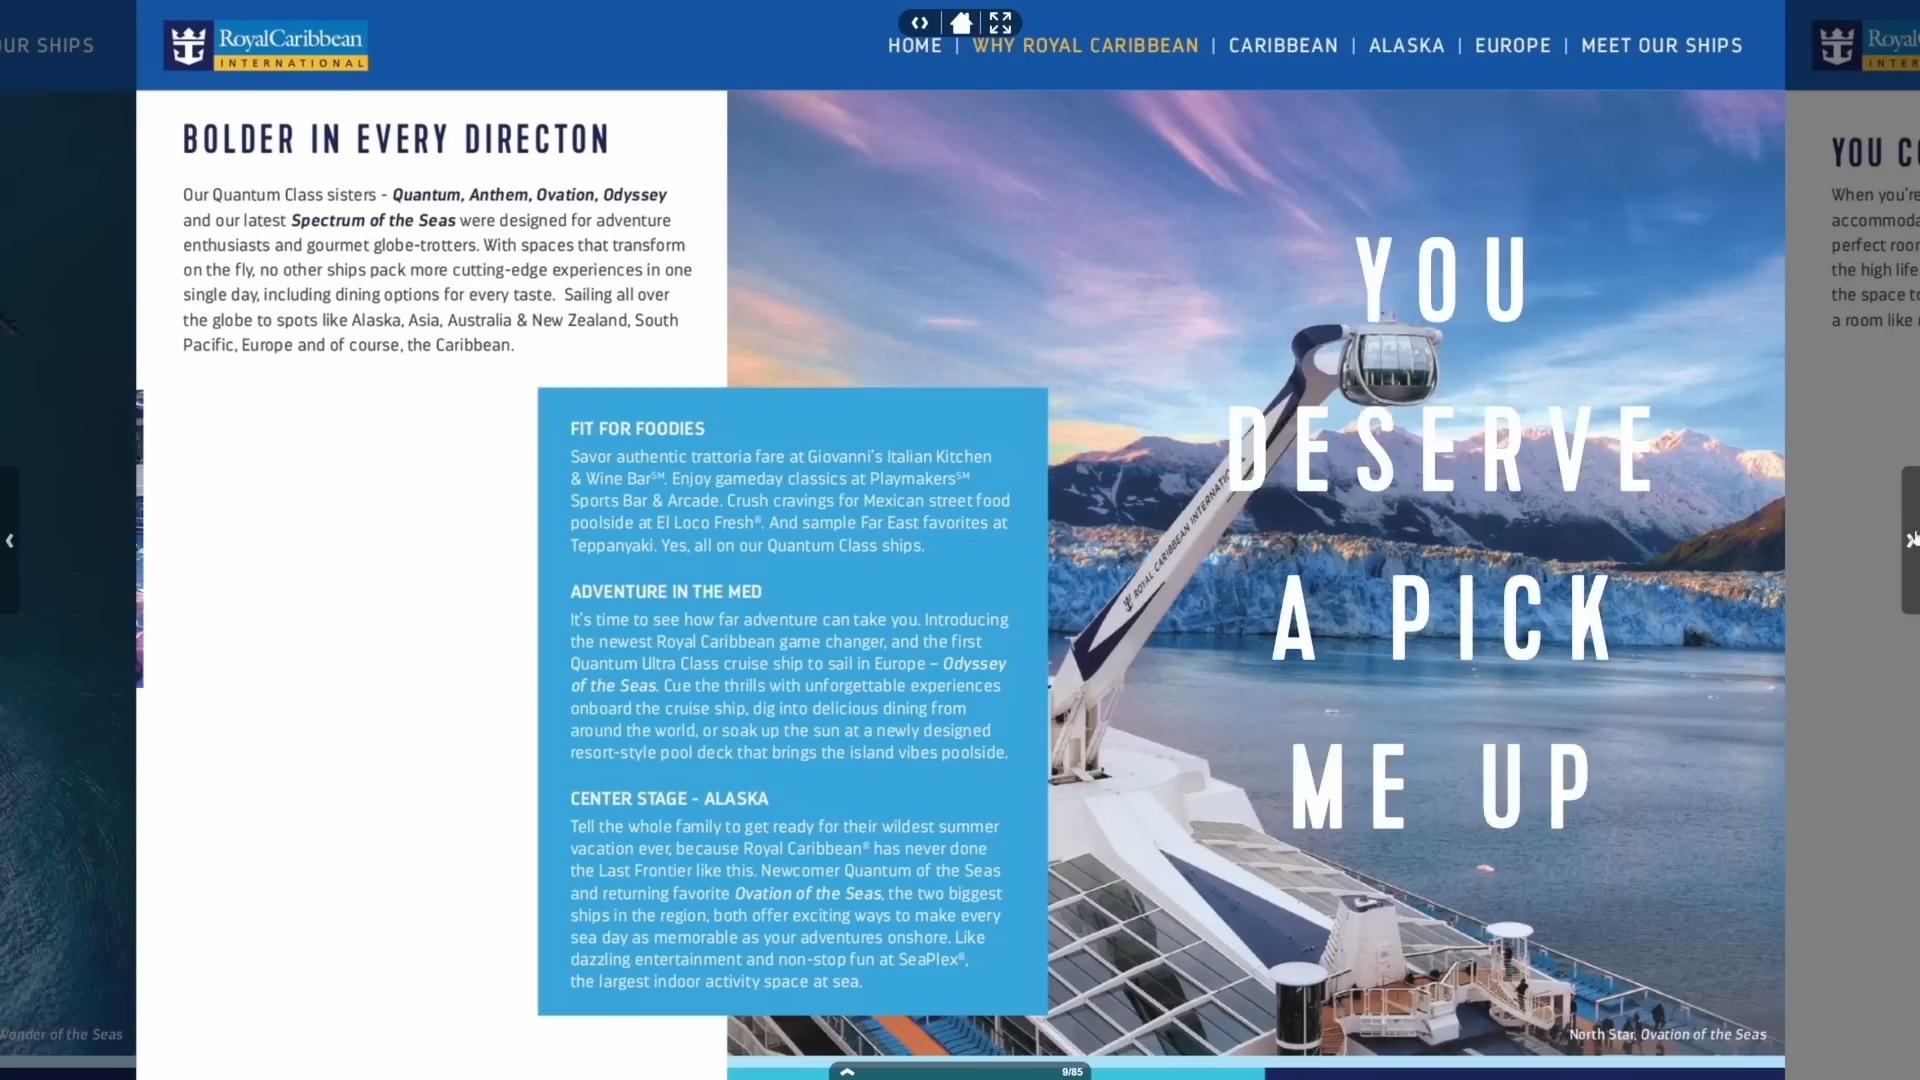 OUR SHIPS
RoyalCaribbean
INTERNATIONAL
HOME | WHY ROYAL CARIBBEAN | CARIBBEAN | ALASKA | EUROPE | MEET OUR SHIPS
BOLDER IN EVERY DIRECTON
Our Quantum Class sisters - Quantum, Anthem, Ovation, Odyssey
and our latest Spectrum of the Seas were designed for adventure
enthusiasts and gourmet globe-trotters. With spaces that transform
on the fly, no other ships pack more cutting-edge experiences in one
single day, including dining options for every taste. Sailing all over
the globe to spots like Alaska, Asia, Australia & New Zealand, South
Pacific, Europe and of course, the Caribbean.
FIT FOR FOODIES
Savor authentic trattoria fare at Giovanni's Italian Kitchen
& Wine Bar℠. Enjoy gameday classics at Playmakers℠
Sports Bar & Arcade. Crush cravings for Mexican street food
poolside at El Loco Fresh®. And sample Far East favorites at
Teppanyaki. Yes, all on our Quantum Class ships.
ADVENTURE IN THE MED
It's time to see how far adventure can take you. Introducing
the newest Royal Caribbean game changer, and the first
Quantum Ultra Class cruise ship to sail in Europe – Odyssey
of the Seas. Cue the thrills with unforgettable experiences
onboard the cruise ship, dig into delicious dining from
around the world, or soak up the sun at a newly designed
resort-style pool deck that brings the island vibes poolside.
CENTER STAGE - ALASKA
Tell the whole family to get ready for their wildest summer
vacation ever, because Royal Caribbean® has never done
the Last Frontier like this. Newcomer Quantum of the Seas
and returning favorite Ovation of the Seas, the two biggest
ships in the region, both offer exciting ways to make every
sea day as memorable as your adventures onshore. Like
dazzling entertainment and non-stop fun at SeaPlex®,
the largest indoor activity space at sea.
YOU
DESERVE
A PICK
ME UP
ROYAL CARIBBEAN INTERNATIO
North Star, Ovation of the Seas
Wonder of the Seas
9/85
Royal
INTER
YOU
When you're
perfect
the high life
the space to
a room like